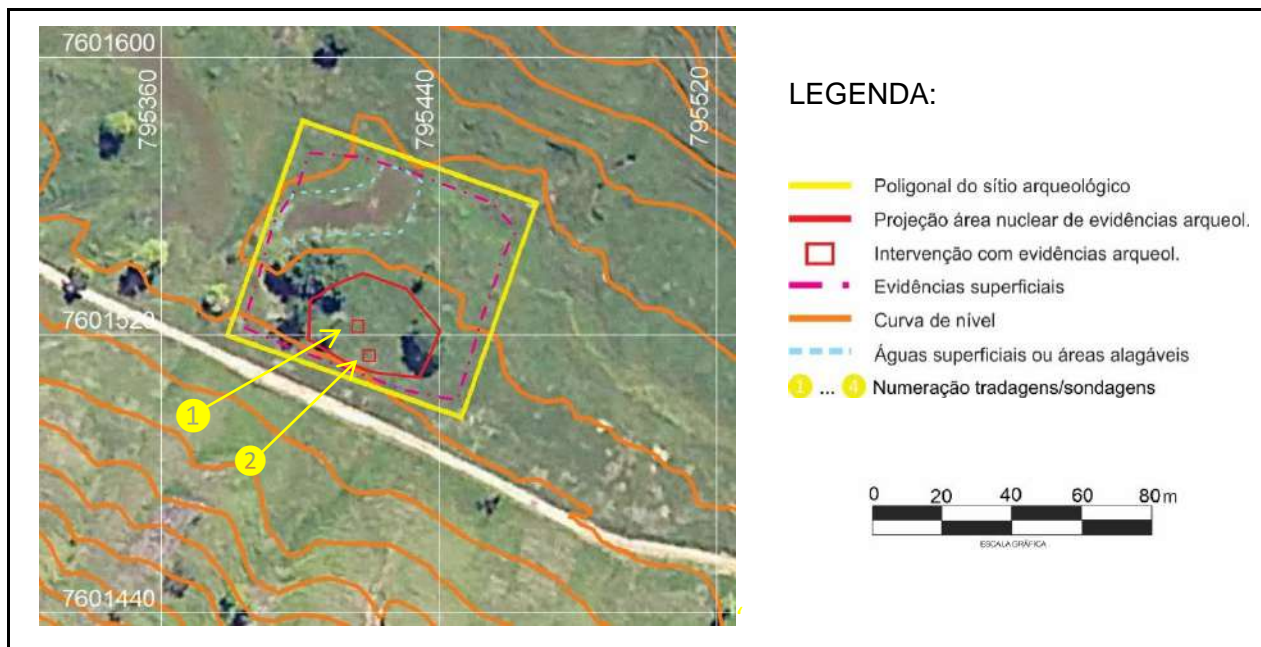 7601600
795360
795440
795520
7601520
7601440
1
2
LEGENDA:
Poligonal do sítio arqueológico
Projeção área nuclear de evidências arqueol.
Intervenção com evidências arqueol.
Evidências superficiais
Curva de nível
Águas superficiais ou áreas alagáveis
1 ... 4 Numeração tradagens/sondagens
0 20 40 60 80 m
ESCALA GRÁFICA